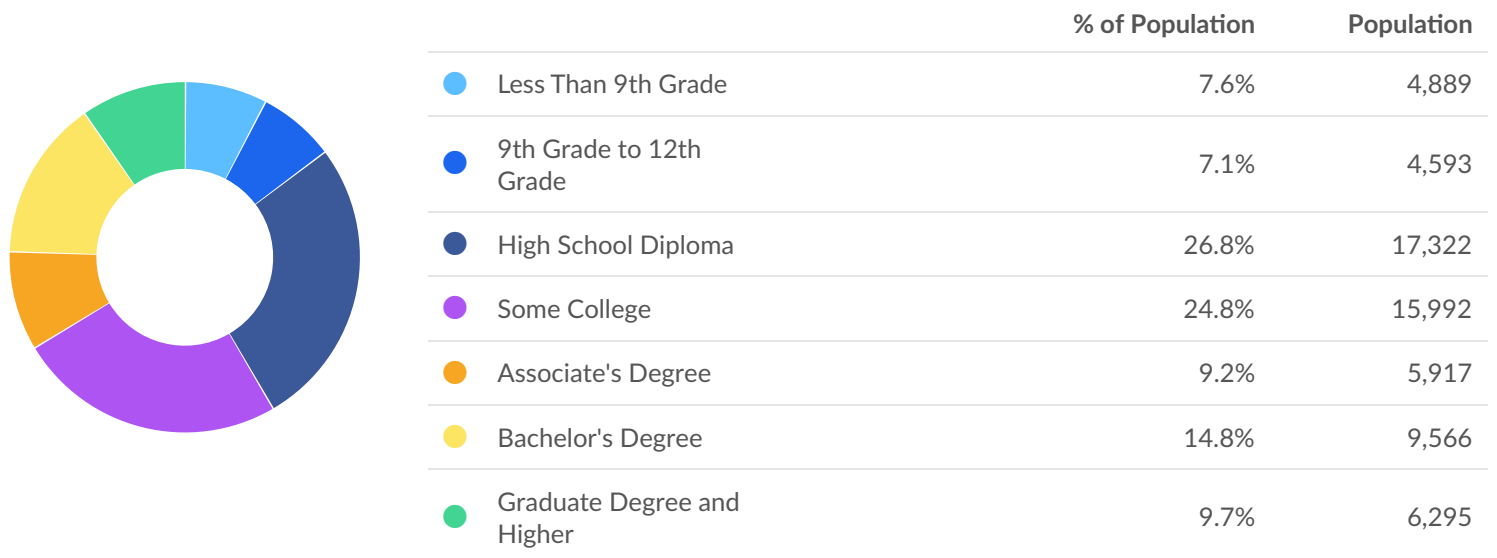 % of Population Population
Less Than 9th Grade 7.6% 4,889
9th Grade to 12th
Grade 7.1% 4,593
High School Diploma 26.8% 17,322
Some College 24.8% 15,992
Associate's Degree 9.2% 5,917
Bachelor's Degree 14.8% 9,566
Graduate Degree and
Higher 9.7% 6,295